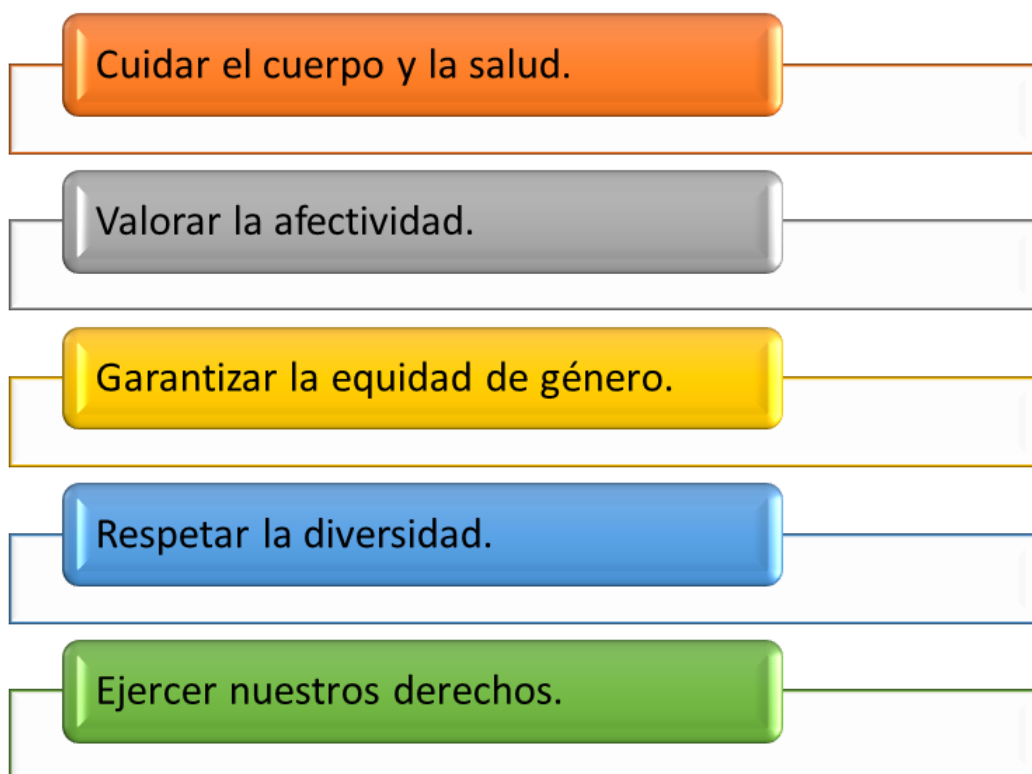 Cuidar el cuerpo y la salud.
Valorar la afectividad.
Garantizar la equidad de género.
Respetar la diversidad.
Ejercer nuestros derechos.